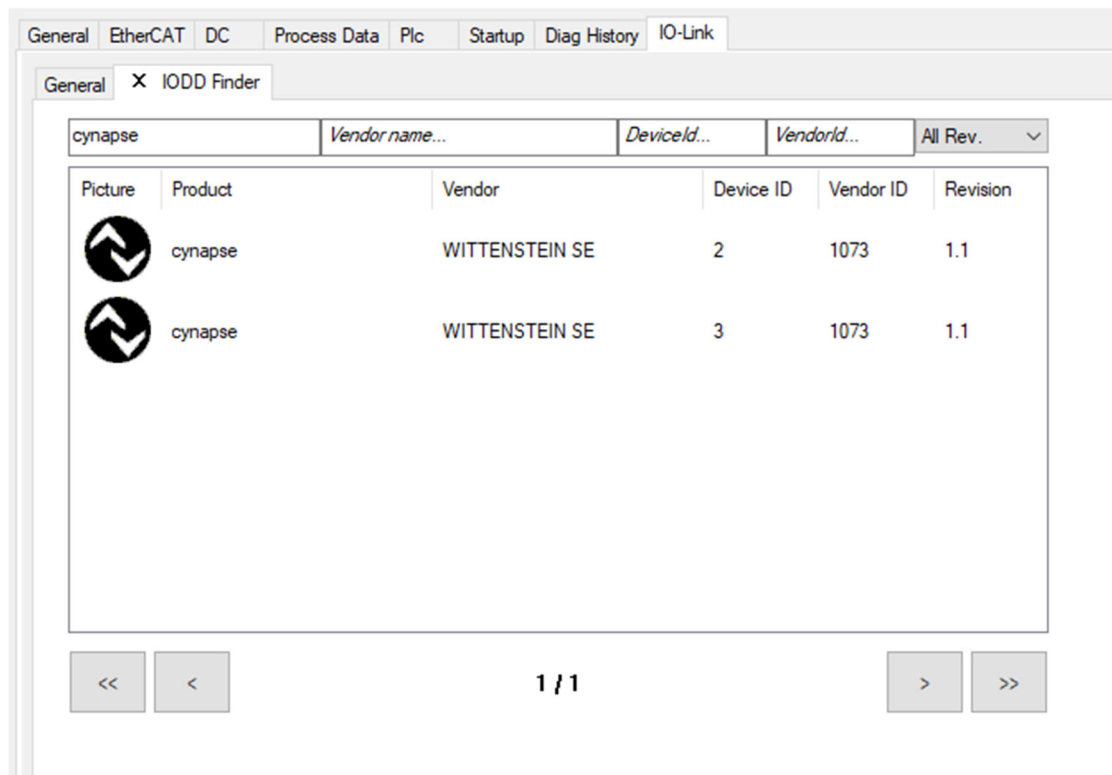 General EtherCAT DC Process Data Plc Startup Diag History IO-Link
General X IODD Finder
cynapse Vendor name... DeviceId... VendorId... All Rev.
Picture Product Vendor Device ID Vendor ID Revision
cynapse WITTENSTEIN SE 2 1073 1.1
cynapse WITTENSTEIN SE 3 1073 1.1
<< < 1 / 1 > >>